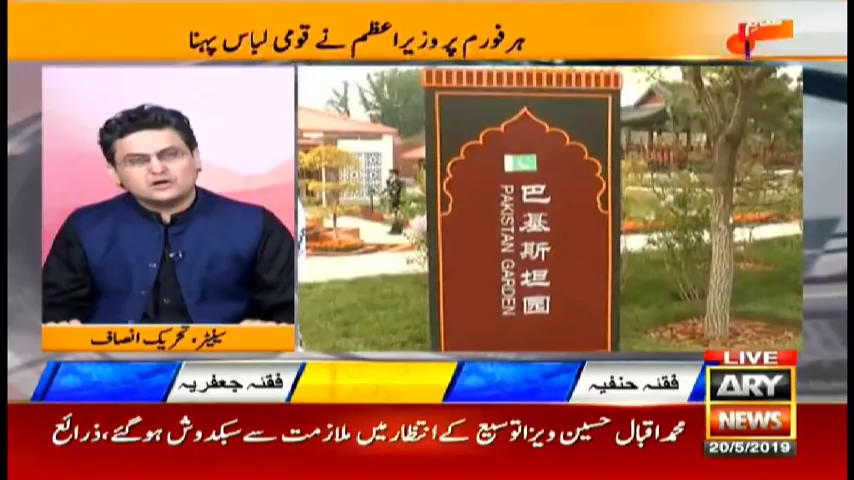 ہر فورم پر وزیراعظم نے قومی لباس پہنا
巴基斯坦园
PAKISTAN GARDEN
سینیٹر، تحریک انصاف
فقئہ حنفیہ
فقئہ جعفریہ
LIVE
ARY
NEWS
20/5/2019
محمد اقبال حسین ویزا توسیع کے انتظار میں ملازمت سے سبکدوش ہوگئے،ذرائع